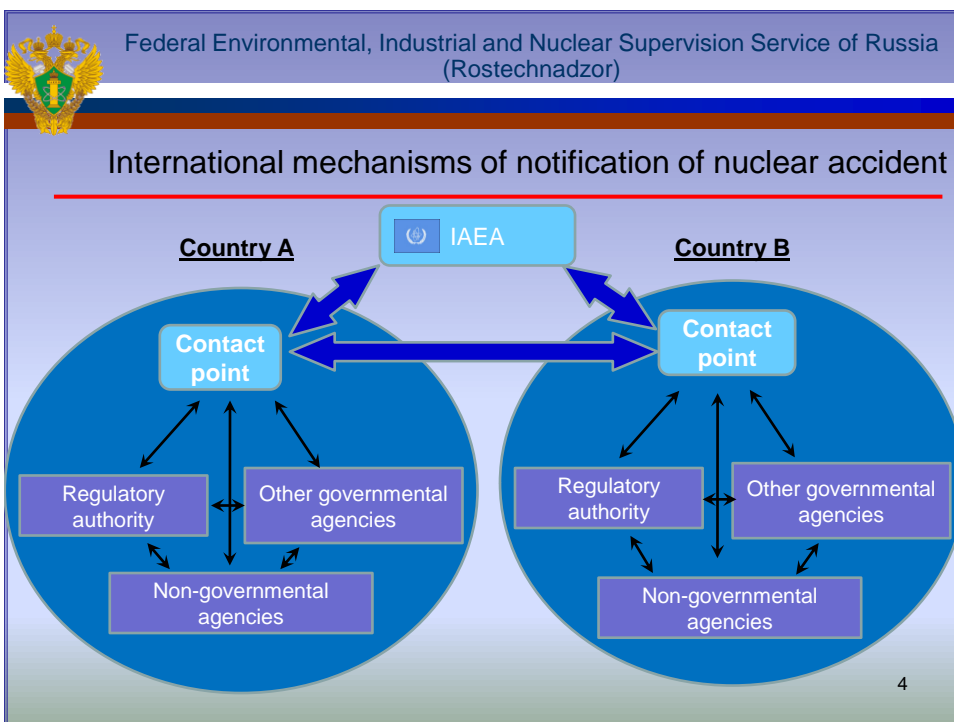 Federal Environmental, Industrial and Nuclear Supervision Service of Russia
(Rostechnadzor)
International mechanisms of notification of nuclear accident
IAEA
Country A
Country B
Contact
point
Contact
point
Regulatory
authority
Other governmental
agencies
Non-governmental
agencies
Regulatory
authority
Other governmental
agencies
Non-governmental
agencies
4